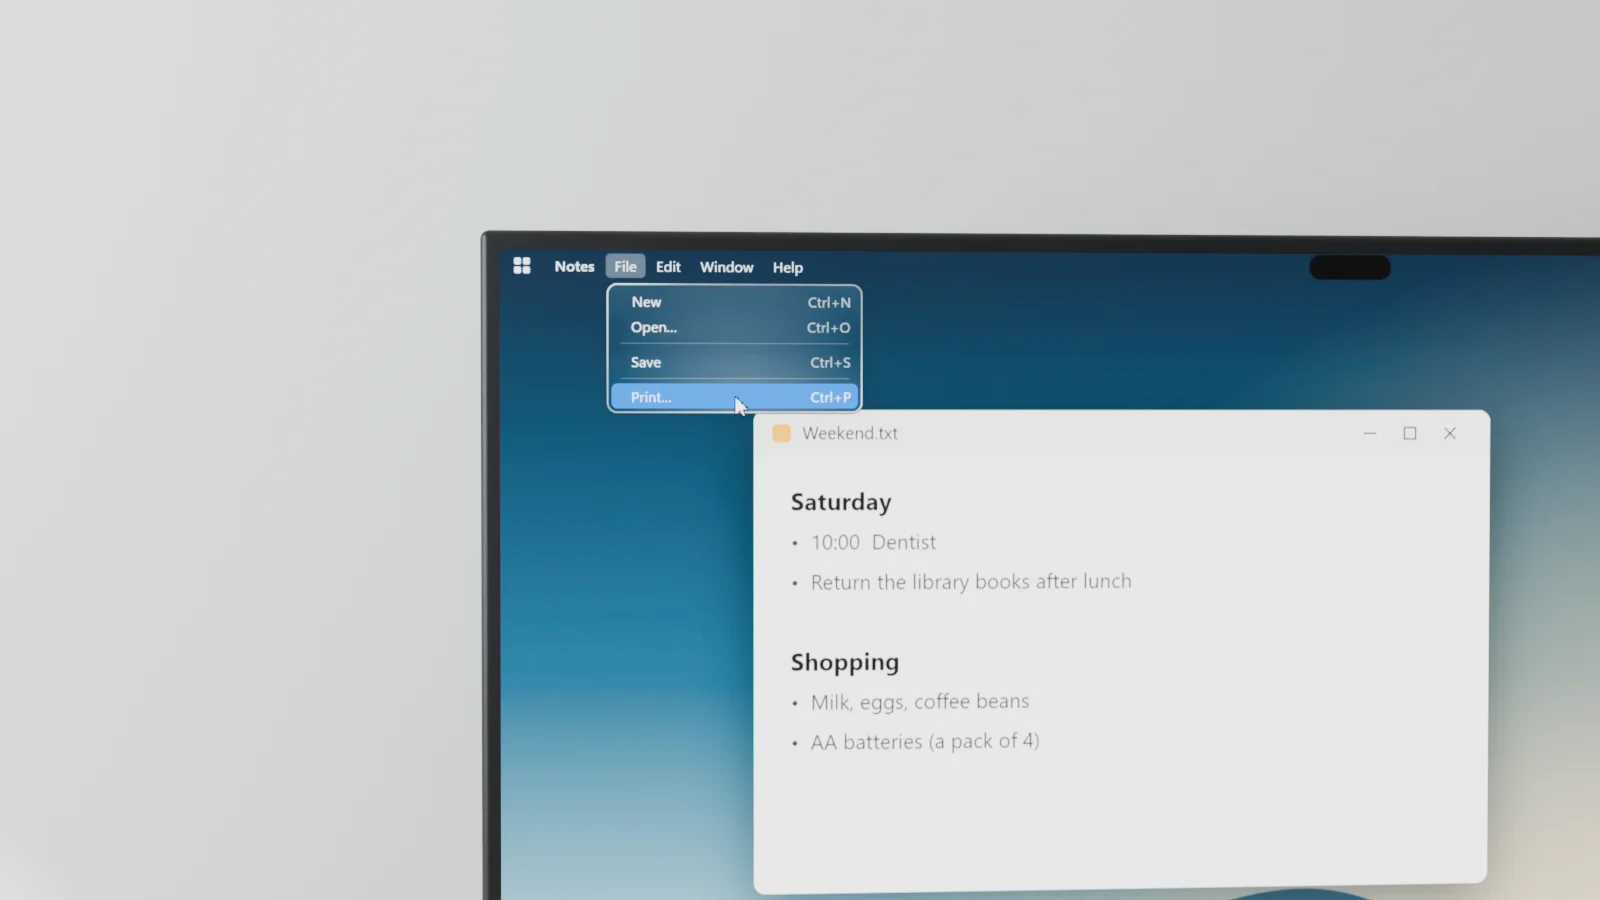 Notes File Edit Window Help
New Ctrl+N
Open... Ctrl+O
Save Ctrl+S
Print... Ctrl+P
Weekend.txt
Saturday
• 10:00 Dentist
• Return the library books after lunch
Shopping
• Milk, eggs, coffee beans
• AA batteries (a pack of 4)